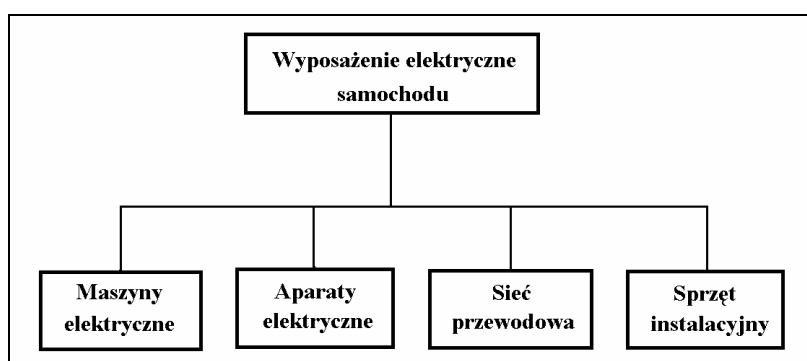 Wyposażenie elektryczne
samochodu
Maszyny
elektryczne
Aparaty
elektryczne
Sieć
przewodowa
Sprzęt
instalacyjny